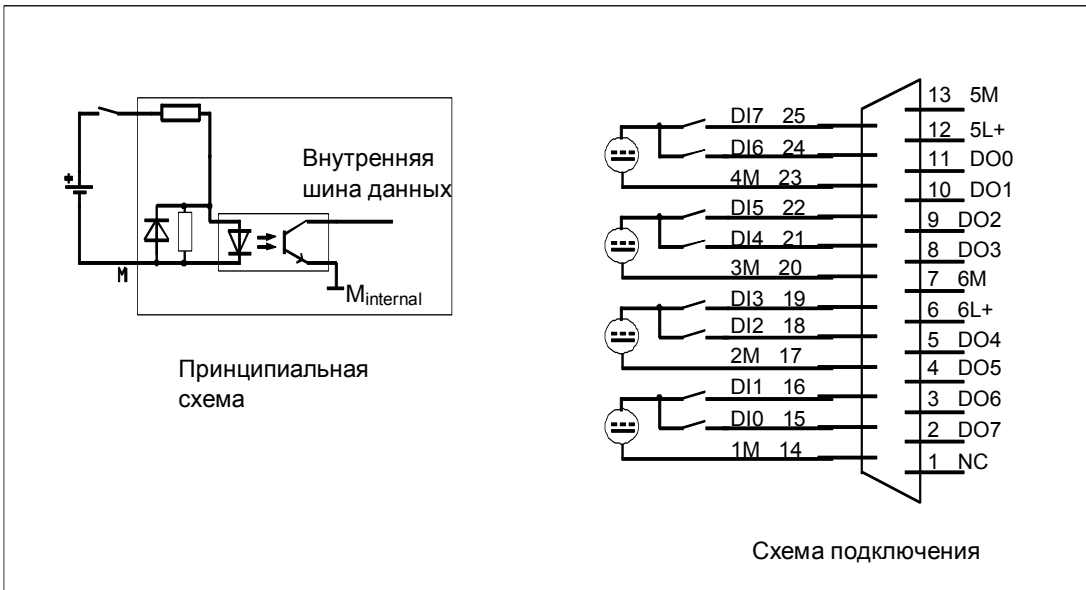 Внутренняя
шина данных
+
M
Minternal
Принципиальная
схема
DI7 25
DI6 24
4M 23
DI5 22
DI4 21
3M 20
DI3 19
DI2 18
2M 17
DI1 16
DI0 15
1M 14
13 5M
12 5L+
11 DO0
10 DO1
9 DO2
8 DO3
7 6M
6 6L+
5 DO4
4 DO5
3 DO6
2 DO7
1 NC
Схема подключения